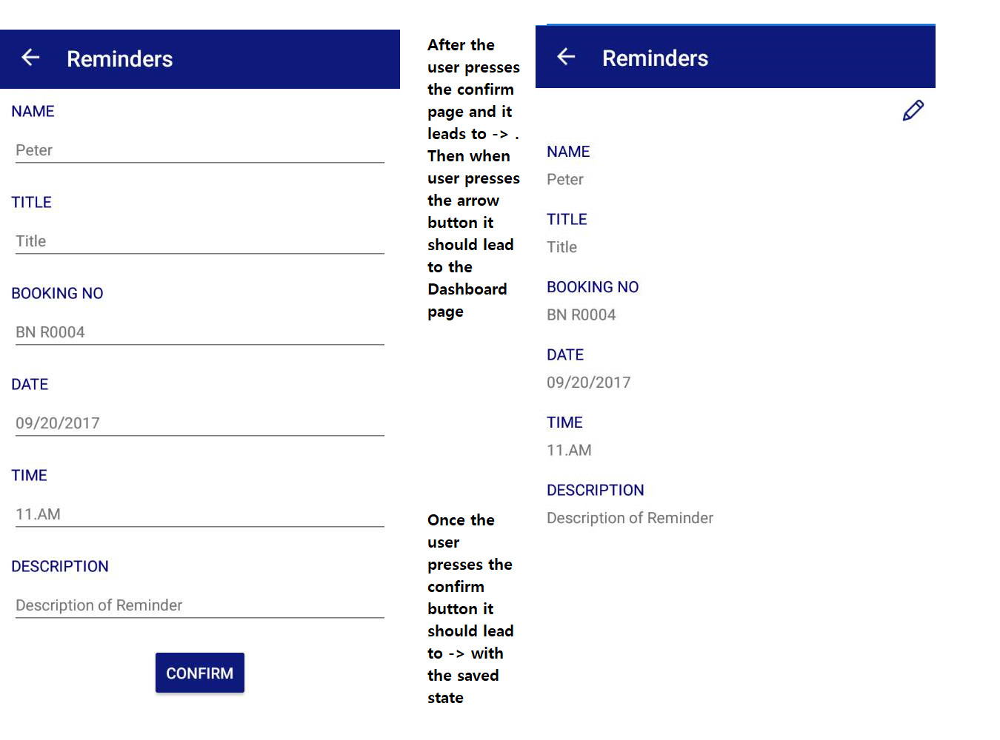 Reminders
NAME
Peter
TITLE
Title
BOOKING NO
BN R0004
DATE
09/20/2017
TIME
11.AM
DESCRIPTION
Description of Reminder
CONFIRM
After the
user presses
the confirm
page and it
leads to -> .
Then when
user presses
the arrow
button it
should lead
to the
Dashboard
page
Once the
user
presses the
confirm
button it
should lead
to -> with
the saved
state
Reminders
NAME
Peter
TITLE
Title
BOOKING NO
BN R0004
DATE
09/20/2017
TIME
11.AM
DESCRIPTION
Description of Reminder